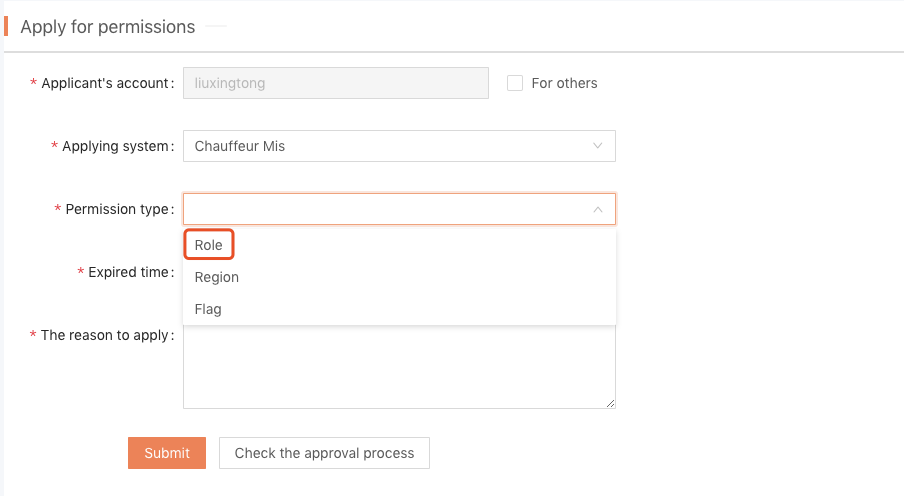 Apply for permissions
* Applicant's account: liuxingtong For others
* Applying system: Chauffeur Mis
* Permission type:
Role
Region
* Expired time:
Flag
* The reason to apply:
Submit Check the approval process